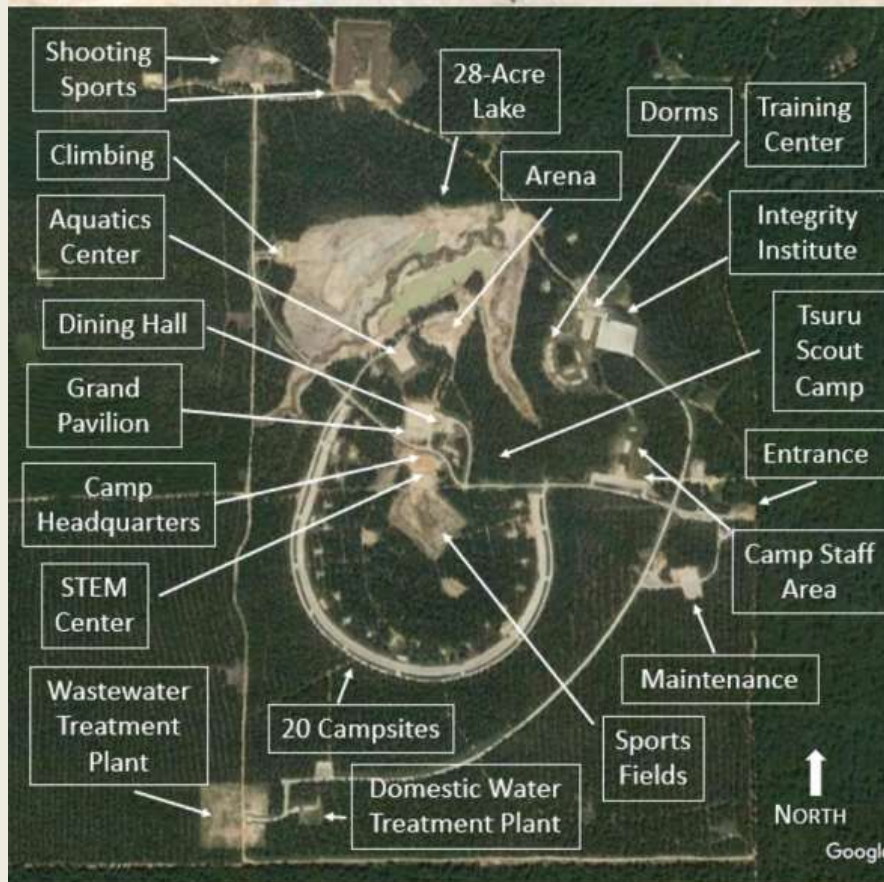 Shooting
Sports
28-Acre
Lake
Dorms
Training
Center
Climbing
Arena
Integrity
Institute
Aquatics
Center
Dining Hall
Tsuru
Scout
Camp
Grand
Pavilion
Entrance
Camp
Headquarters
Camp Staff
Area
STEM
Center
Maintenance
Wastewater
Treatment
Plant
20 Campsites
Sports
Fields
Domestic Water
Treatment Plant
NORTH
Google